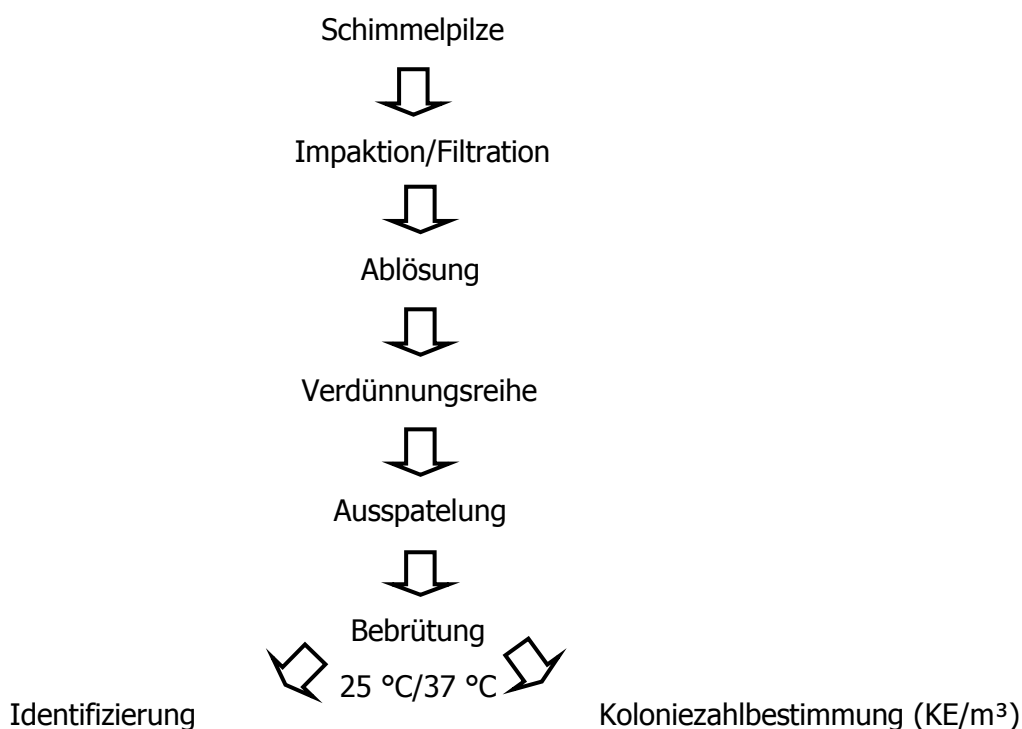 Schimmelpilze
Impaktion/Filtration
Ablösung
Verdünnungsreihe
Ausspatelung
Bebrütung
25 °C/37 °C
Identifizierung
Koloniezahlbestimmung (KE/m³)